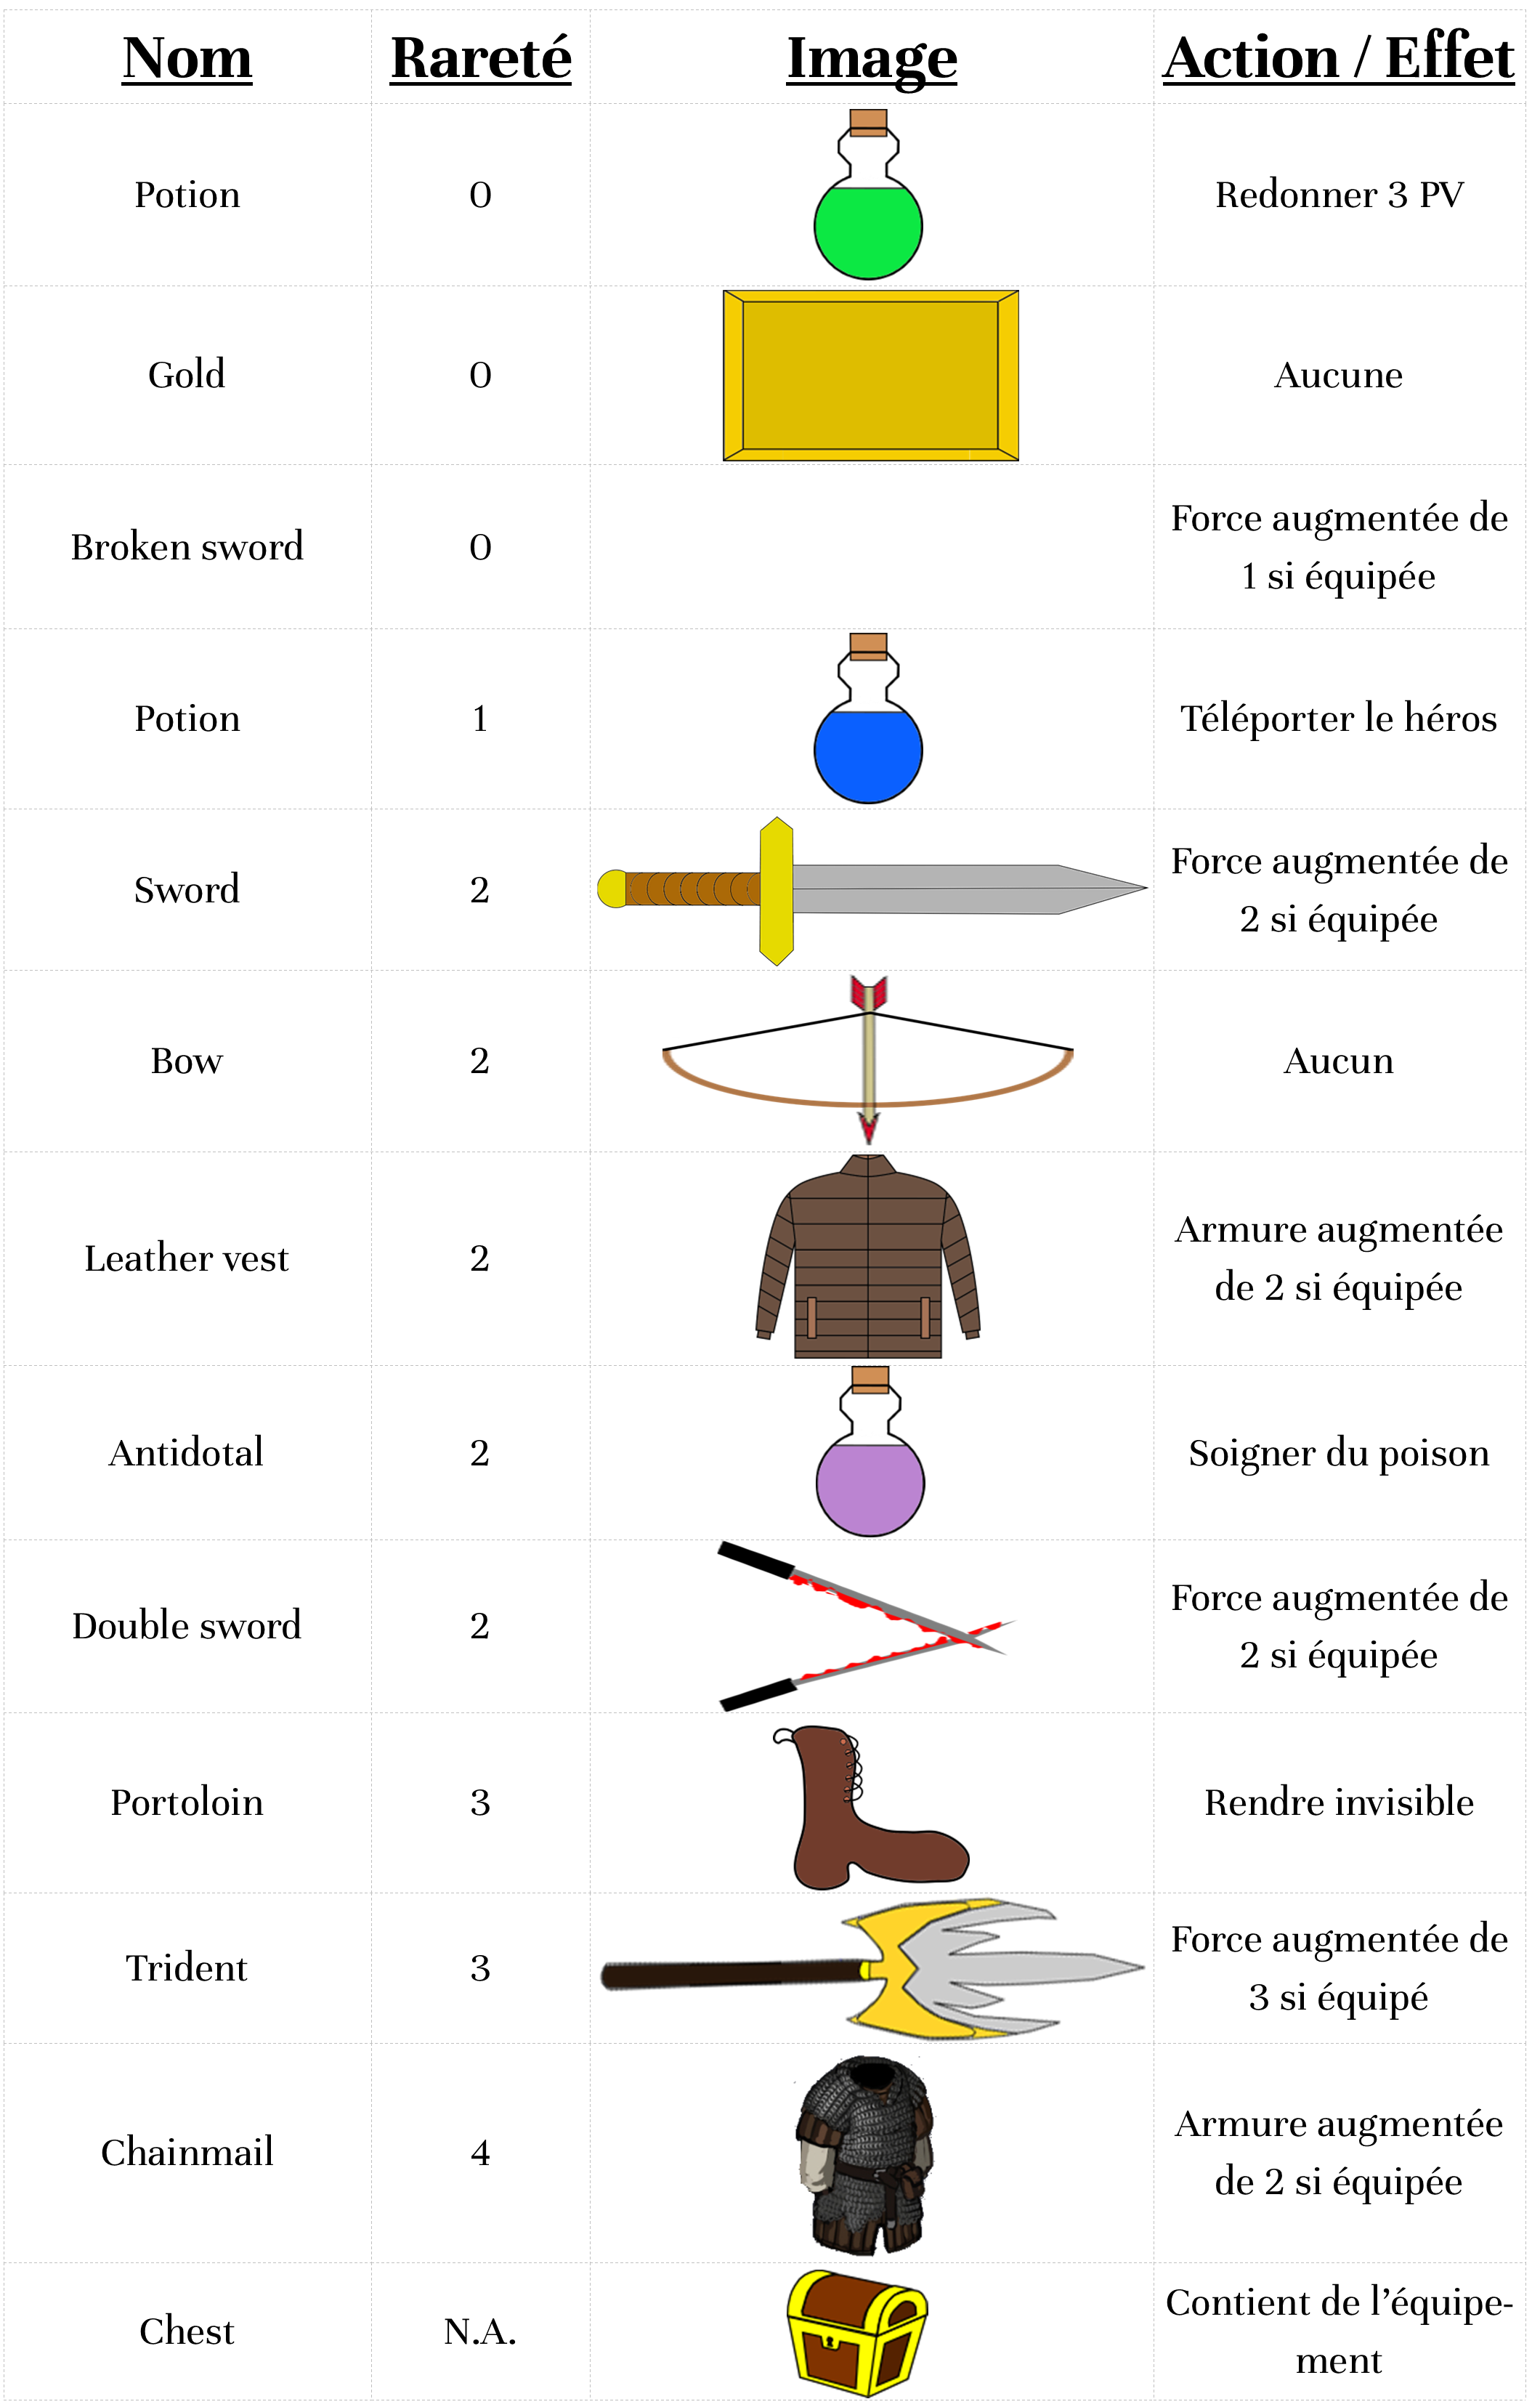 Nom Rareté Image Action / Effet
Potion 0 Redonner 3 PV
Gold 0 Aucune
Broken sword 0 Force augmentée de
1 si équipée
Potion 1 Téléporter le héros
Sword 2 Force augmentée de
2 si équipée
Bow 2 Aucun
Leather vest 2 Armure augmentée
de 2 si équipée
Antidotal 2 Soigner du poison
Double sword 2 Force augmentée de
2 si équipée
Portoloin 3 Rendre invisible
Trident 3 Force augmentée de
3 si équipé
Chainmail 4 Armure augmentée
de 2 si équipée
Chest N.A. Contient de l’équipe-
ment